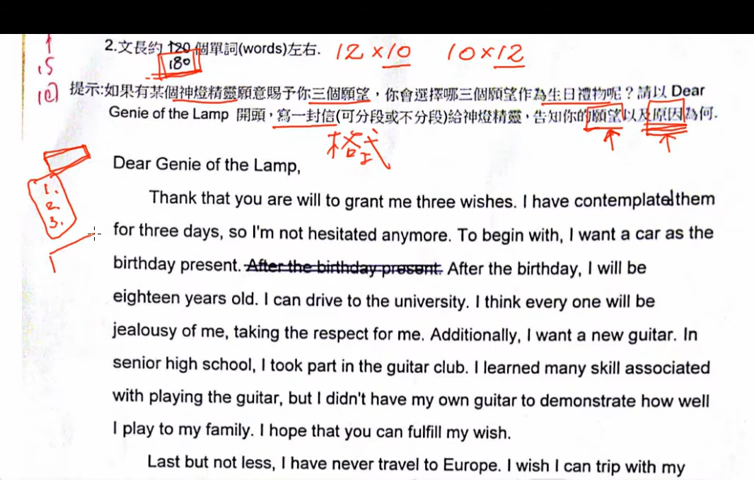 2.文長約 120 個單詞(words)左右. 12 × 10 10 × 12
180
15
提示:如果有某個神燈精靈願意賜予你三個願望，你會選擇哪三個願望作為生日禮物呢？請以 Dear
Genie of the Lamp 開頭，寫一封信(可分段或不分段)給神燈精靈，告知你的願望以及原因為何.
格式
Dear Genie of the Lamp,
1.
2
3.
Thank that you are will to grant me three wishes. I have contemplated them
for three days, so I'm not hesitated anymore. To begin with, I want a car as the
birthday present. After the birthday present. After the birthday, I will be
eighteen years old. I can drive to the university. I think every one will be
jealousy of me, taking the respect for me. Additionally, I want a new guitar. In
senior high school, I took part in the guitar club. I learned many skill associated
with playing the guitar, but I didn't have my own guitar to demonstrate how well
I play to my family. I hope that you can fulfill my wish.
Last but not less, I have never travel to Europe. I wish I can trip with my